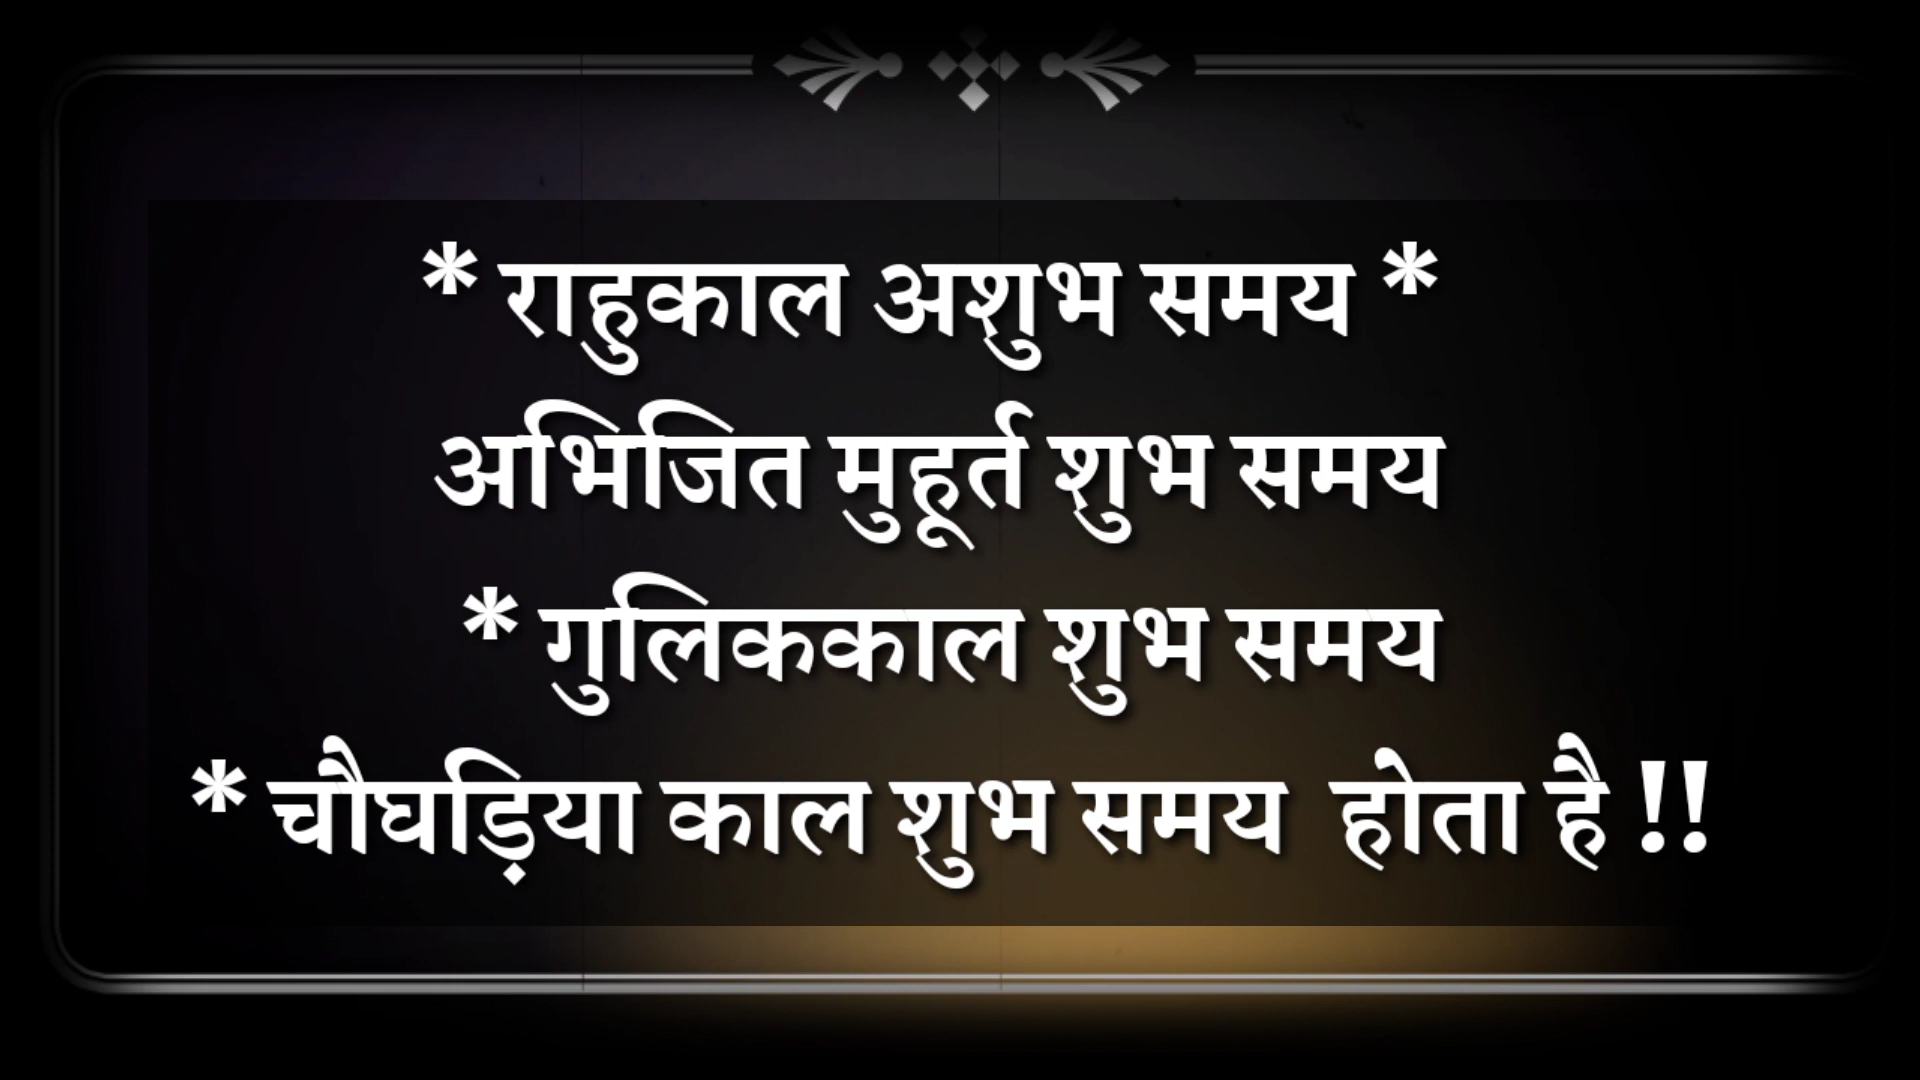 * राहुकाल अशुभ समय *
अभिजित मुहूर्त शुभ समय
* गुलिककाल शुभ समय
* चौघड़िया काल शुभ समय  होता है !!